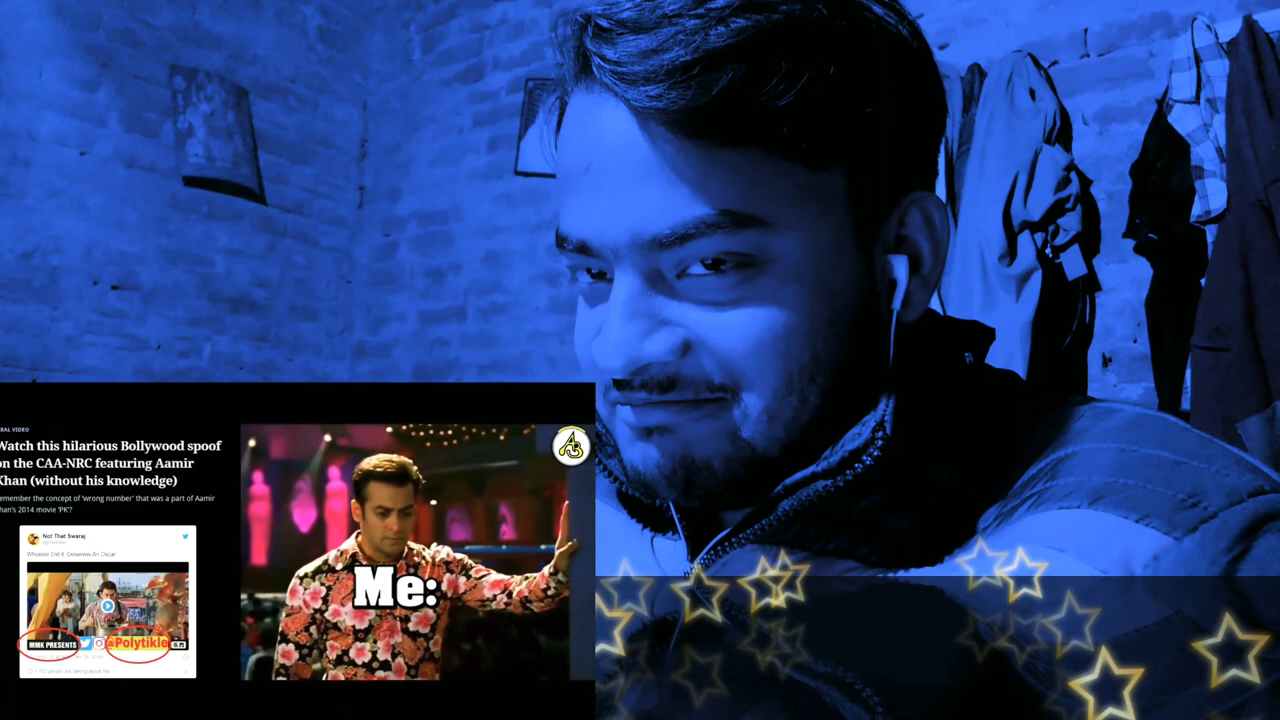 RAL VIDEO
Watch this hilarious Bollywood spoof
on the CAA-NRC featuring Aamir
Khan (without his knowledge)
emember the concept of 'wrong number' that was a part of Aamir
han's 2014 movie 'PK'?
Not That Swaraj
Whoever Did it. Deserves An Oscar
MMK PRESENTS
@Polytikle
Me: